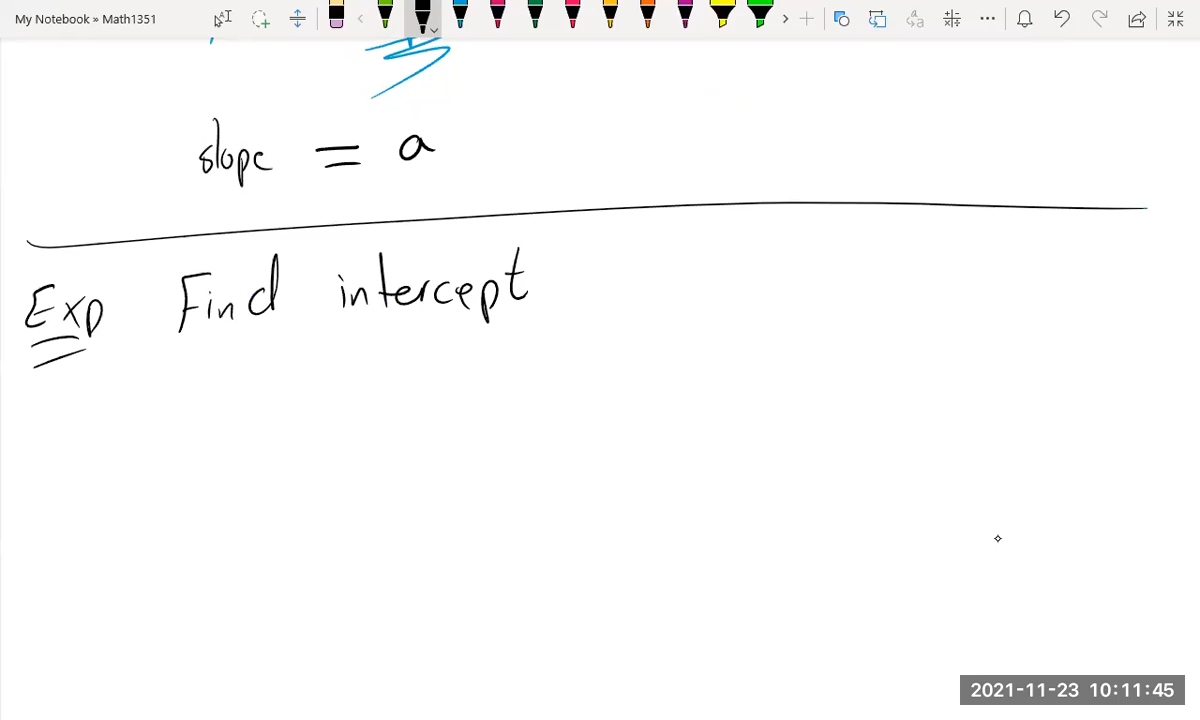 My Notebook » Math1351
slope = a
Exp Find intercept
2021-11-23 10:11:45